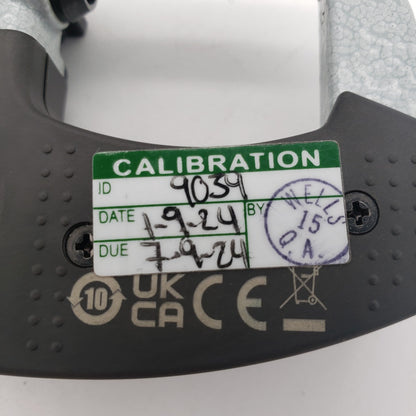 CALIBRATION
ID 9039
DATE 1-9-24 BY WELLS 15 Q.A.
DUE 7-9-24
10 UK CA CE